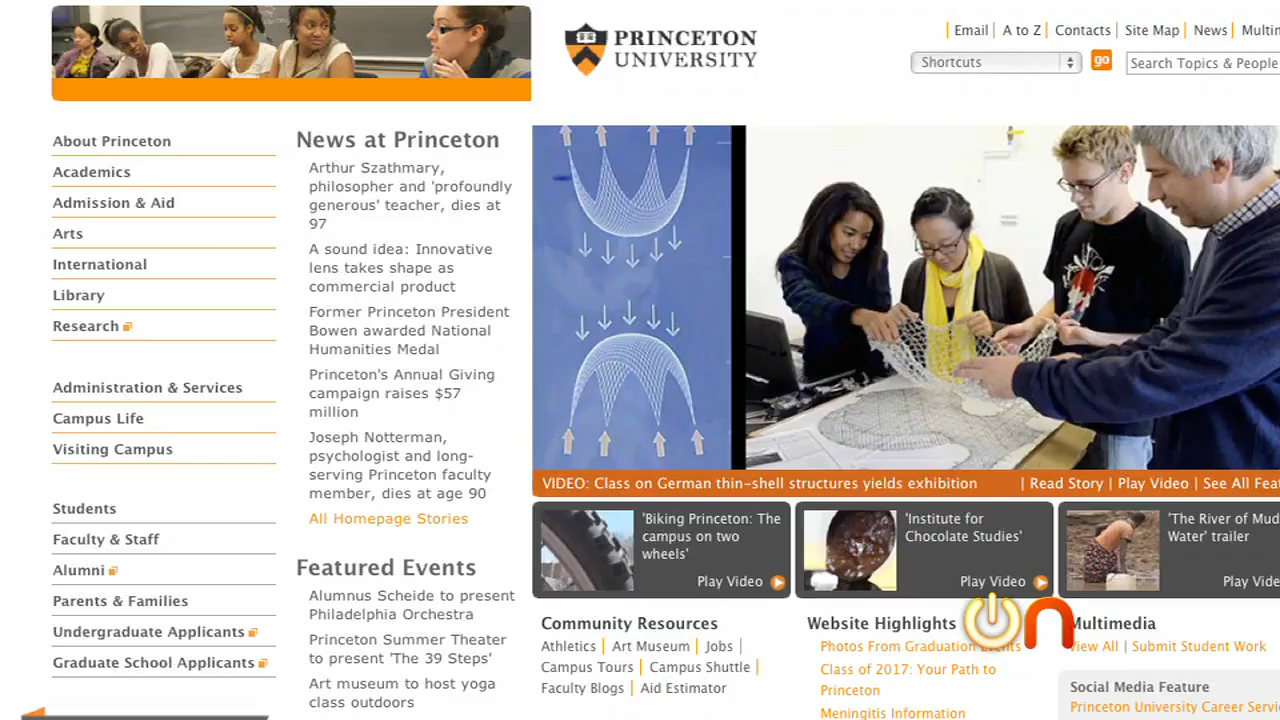 PRINCETON
UNIVERSITY
Email
A to Z
Contacts
Site Map
News
Shortcuts
go
Search Topics & People
About Princeton
Academics
Admission & Aid
Arts
International
Library
Research
Administration & Services
Campus Life
Visiting Campus
Students
Faculty & Staff
Alumni
Parents & Families
Undergraduate Applicants
Graduate School Applicants
News at Princeton
Arthur Szathmary,
philosopher and 'profoundly
generous' teacher, dies at
97
A sound idea: Innovative
lens takes shape as
commercial product
Former Princeton President
Bowen awarded National
Humanities Medal
Princeton's Annual Giving
campaign raises $57
million
Joseph Notterman,
psychologist and long-
serving Princeton faculty
member, dies at age 90
All Homepage Stories
Featured Events
Alumnus Scheide to present
Philadelphia Orchestra
Princeton Summer Theater
to present 'The 39 Steps'
Art museum to host yoga
class outdoors
VIDEO: Class on German thin-shell structures yields exhibition
| Read Story | Play Video | See All
'Biking Princeton: The
campus on two
wheels'
Play Video
'Institute for
Chocolate Studies'
Play Video
'The River of Mud
Water' trailer
Play
Community Resources
Athletics | Art Museum | Jobs |
Campus Tours | Campus Shuttle |
Faculty Blogs | Aid Estimator
Website Highlights
Photos From Graduation Events
Class of 2017: Your Path to
Princeton
Meningitis Information
on
Multimedia
View All | Submit Student Work
Social Media Feature
Princeton University Career